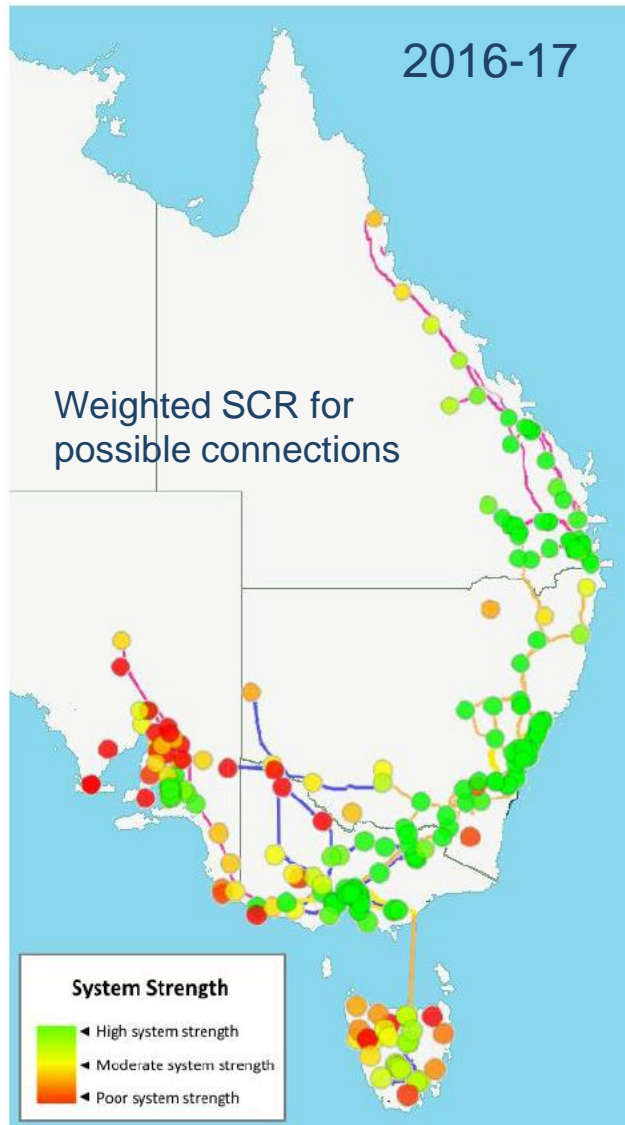 2016-17
Weighted SCR for
possible connections
System Strength
◄ High system strength
◄ Moderate system strength
◄ Poor system strength